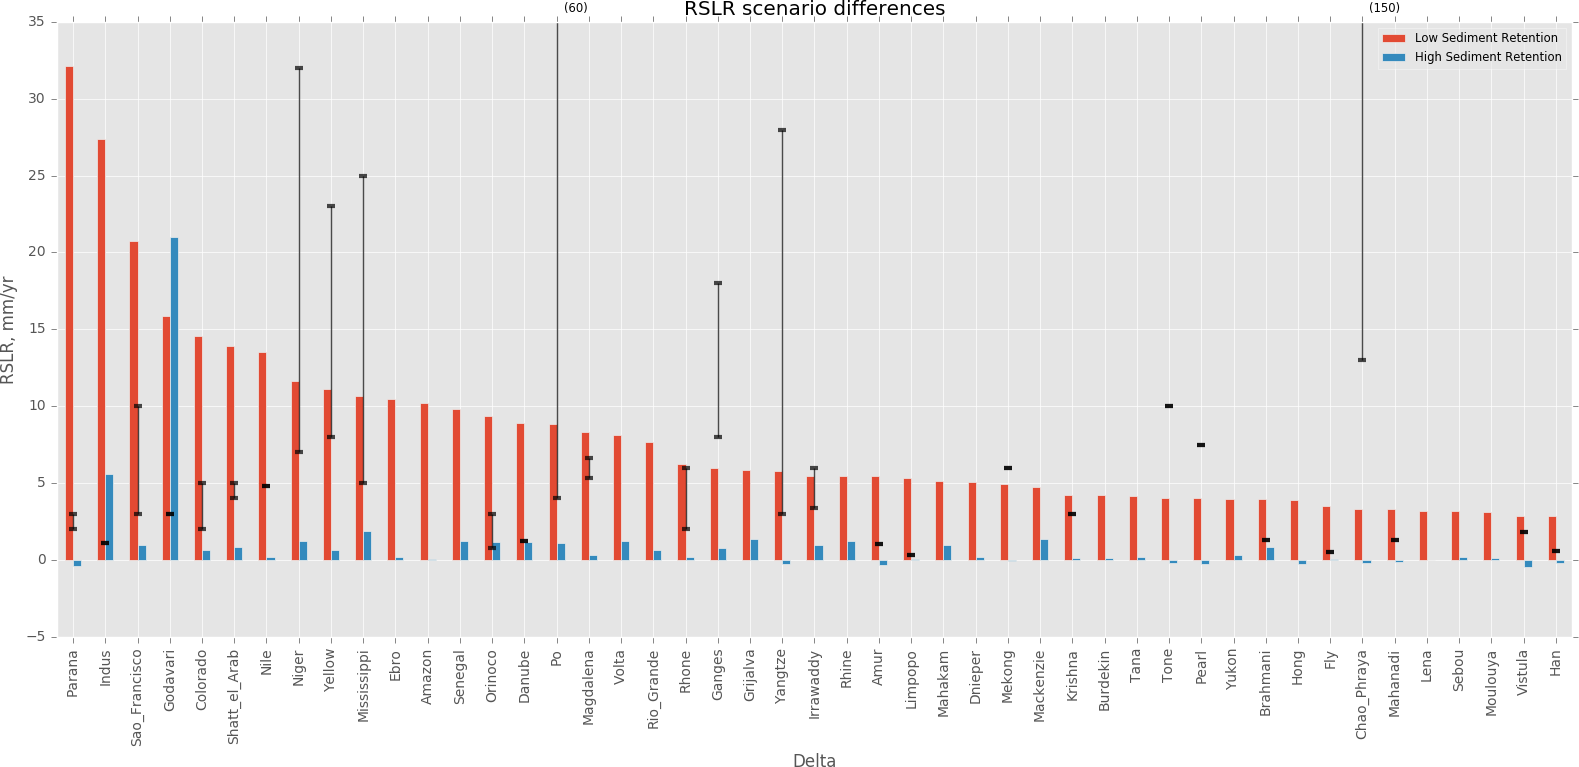 RSLR scenario differences
(60)
(150)
Low Sediment Retention
High Sediment Retention
RSLR, mm/yr
35
30
25
20
15
10
5
0
−5
Parana
Indus
Sao_Francisco
Godavari
Colorado
Shatt_el_Arab
Nile
Niger
Yellow
Mississippi
Ebro
Amazon
Senegal
Orinoco
Danube
Po
Magdalena
Volta
Rio_Grande
Rhone
Ganges
Grijalva
Yangtze
Irrawaddy
Rhine
Amur
Limpopo
Mahakam
Dnieper
Mekong
Mackenzie
Krishna
Burdekin
Tana
Tone
Pearl
Yukon
Brahmani
Hong
Fly
Chao_Phraya
Mahanadi
Lena
Sebou
Moulouya
Vistula
Han
Delta